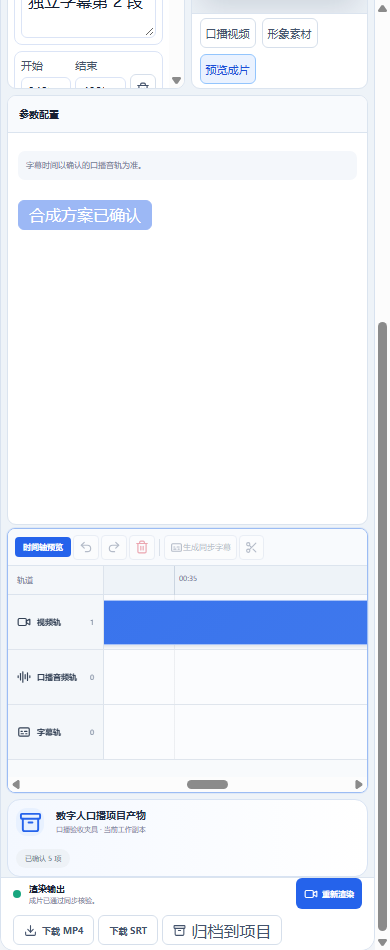 独立字幕第 2 段
开始
结束
口播视频
形象素材
预览成片
参数配置
字幕时间以确认的口播音轨为准。
合成方案已确认
时间轴预览
生成同步字幕
轨道
00:35
视频轨
1
口播音频轨
0
字幕轨
0
数字人口播项目产物
口播验收夹具 · 当前工作副本
已确认 5 项
渲染输出
成片已通过同步核验。
重新渲染
下载 MP4
下载 SRT
归档到项目